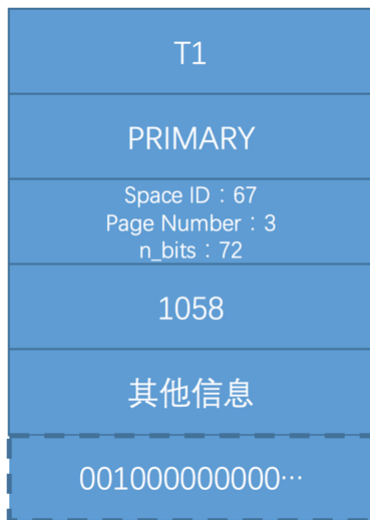 T1
PRIMARY
Space ID：67
Page Number：3
n_bits：72
1058
其他信息
001000000000…